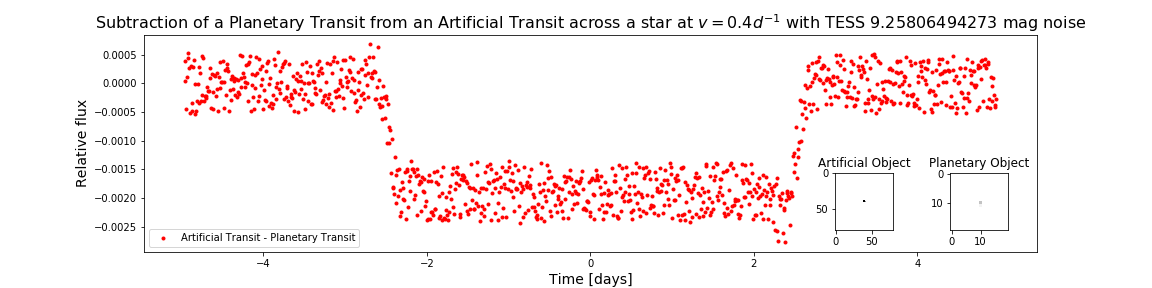 Subtraction of a Planetary Transit from an Artificial Transit across a star at v = 0.4d⁻¹ with TESS 9.25806494273 mag noise
Relative flux
0.0005
0.0000
−0.0005
−0.0010
−0.0015
−0.0020
−0.0025
Artificial Transit - Planetary Transit
Artificial Object
0
50
0 50
Planetary Object
0
10
0 10
−4 −2 0 2 4
Time [days]